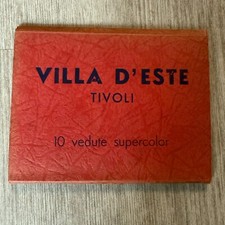 VILLA D'ESTE
TIVOLI
10 vedute supercolor